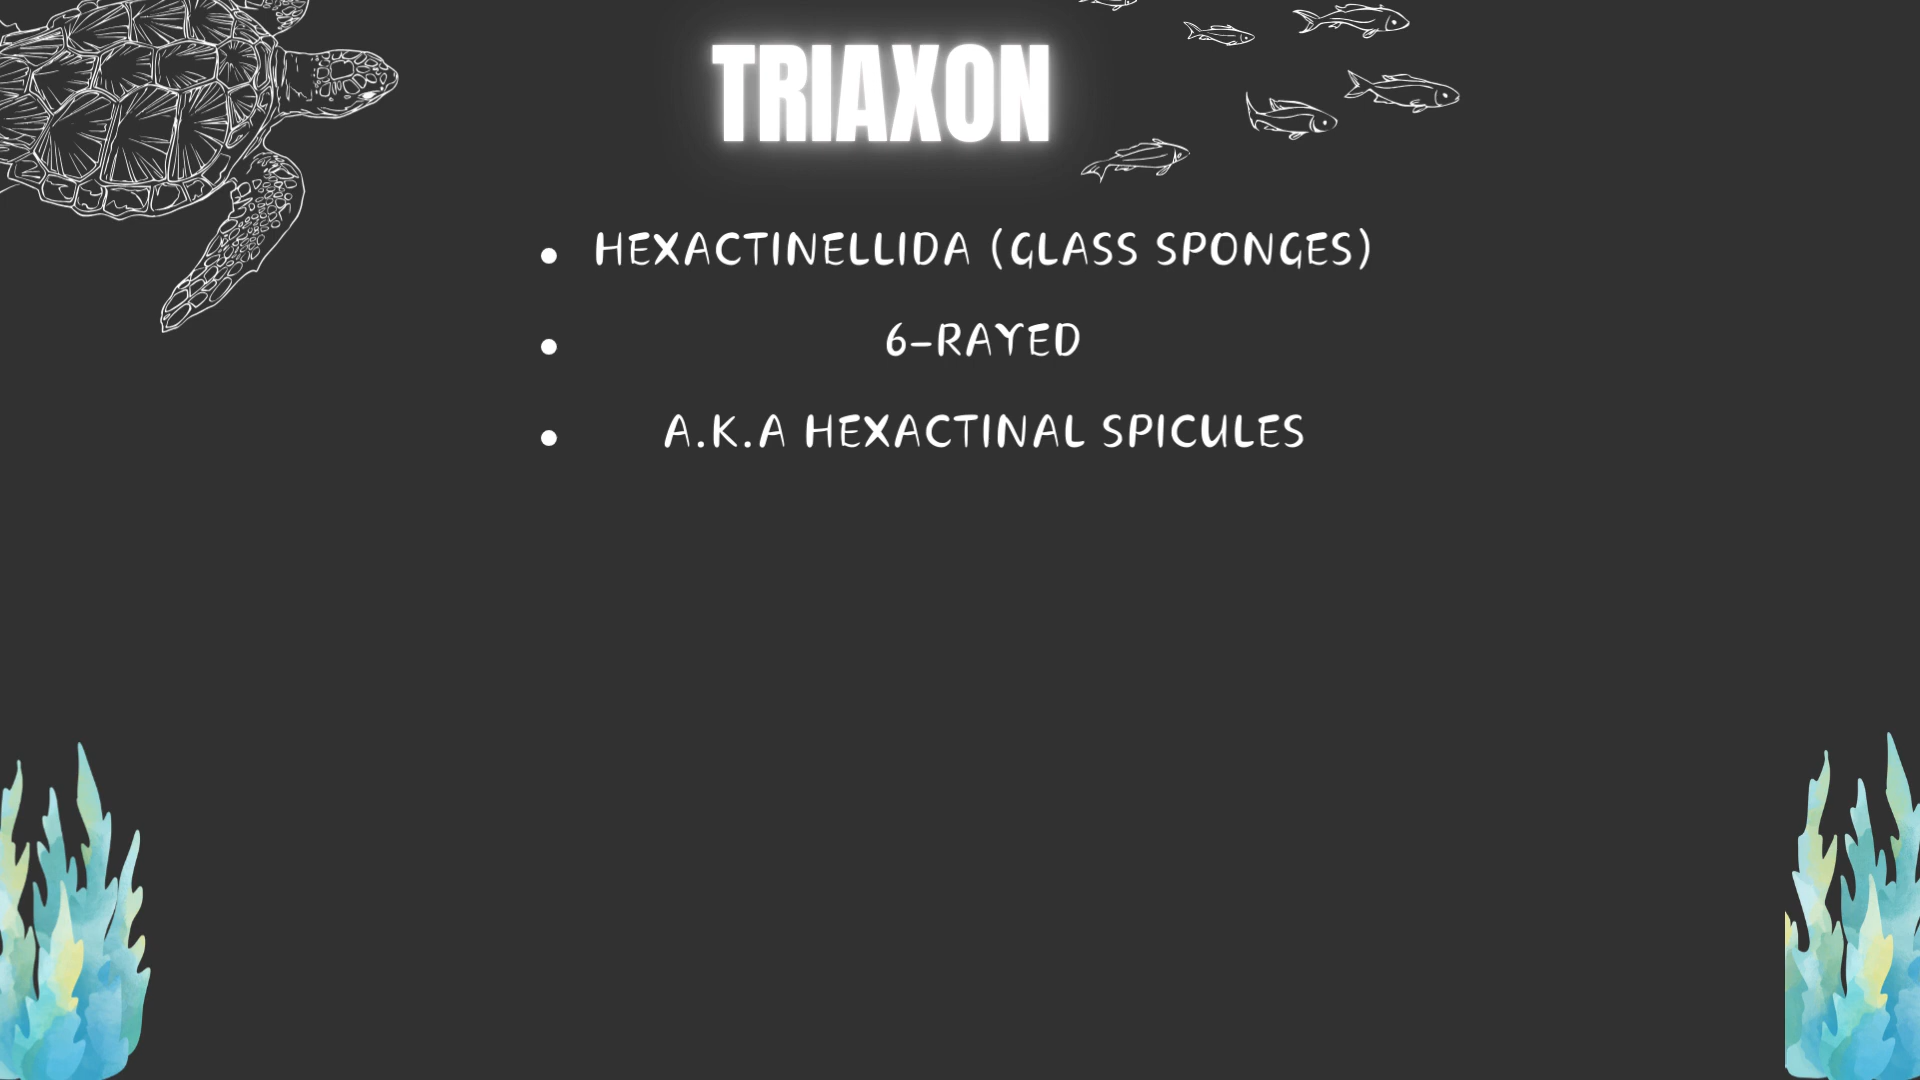 TRIAXON
• HEXACTINELLIDA (GLASS SPONGES)
• 6-RAYED
• A.K.A HEXACTINAL SPICULES